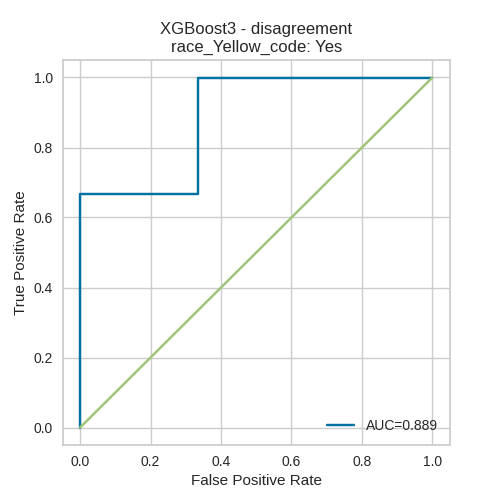 XGBoost3 - disagreement
race_Yellow_code: Yes
True Positive Rate
1.0
0.8
0.6
0.4
0.2
0.0
AUC=0.889
0.0 0.2 0.4 0.6 0.8 1.0
False Positive Rate